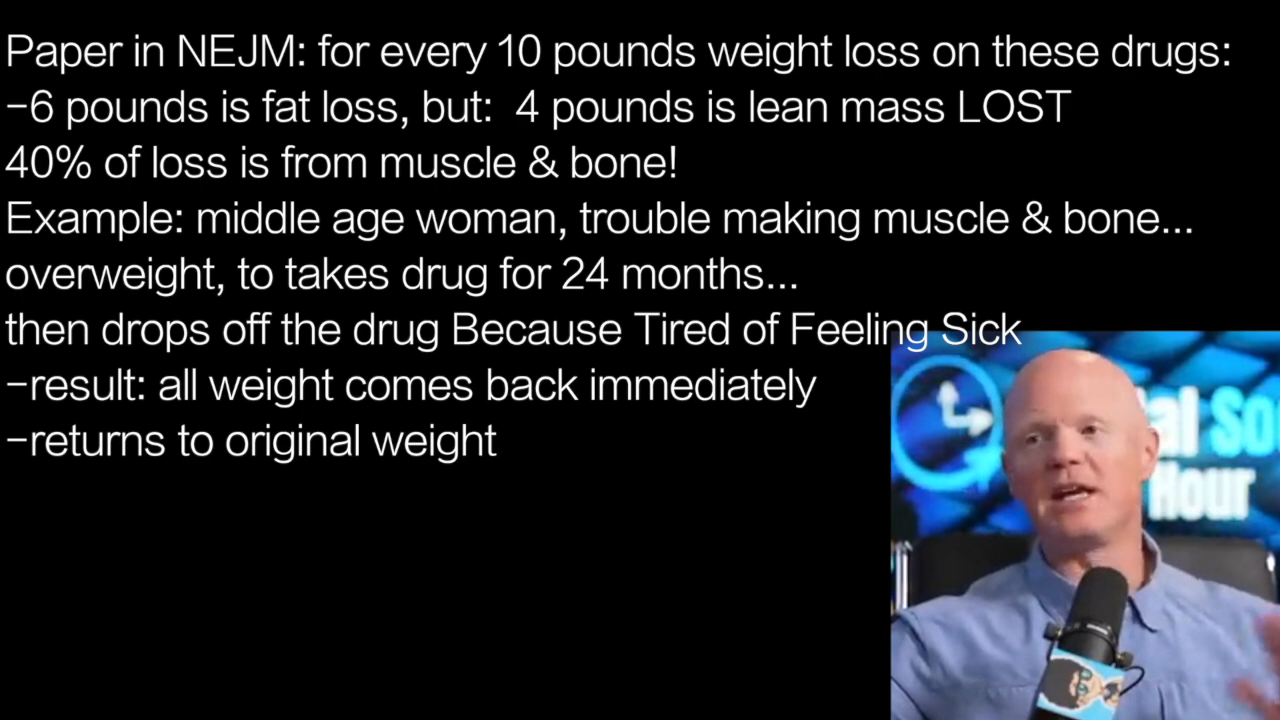 Paper in NEJM: for every 10 pounds weight loss on these drugs:
–6 pounds is fat loss, but:  4 pounds is lean mass LOST
40% of loss is from muscle & bone!
Example: middle age woman, trouble making muscle & bone...
overweight, to takes drug for 24 months...
then drops off the drug Because Tired of Feeling Sick
–result: all weight comes back immediately
–returns to original weight
Hour